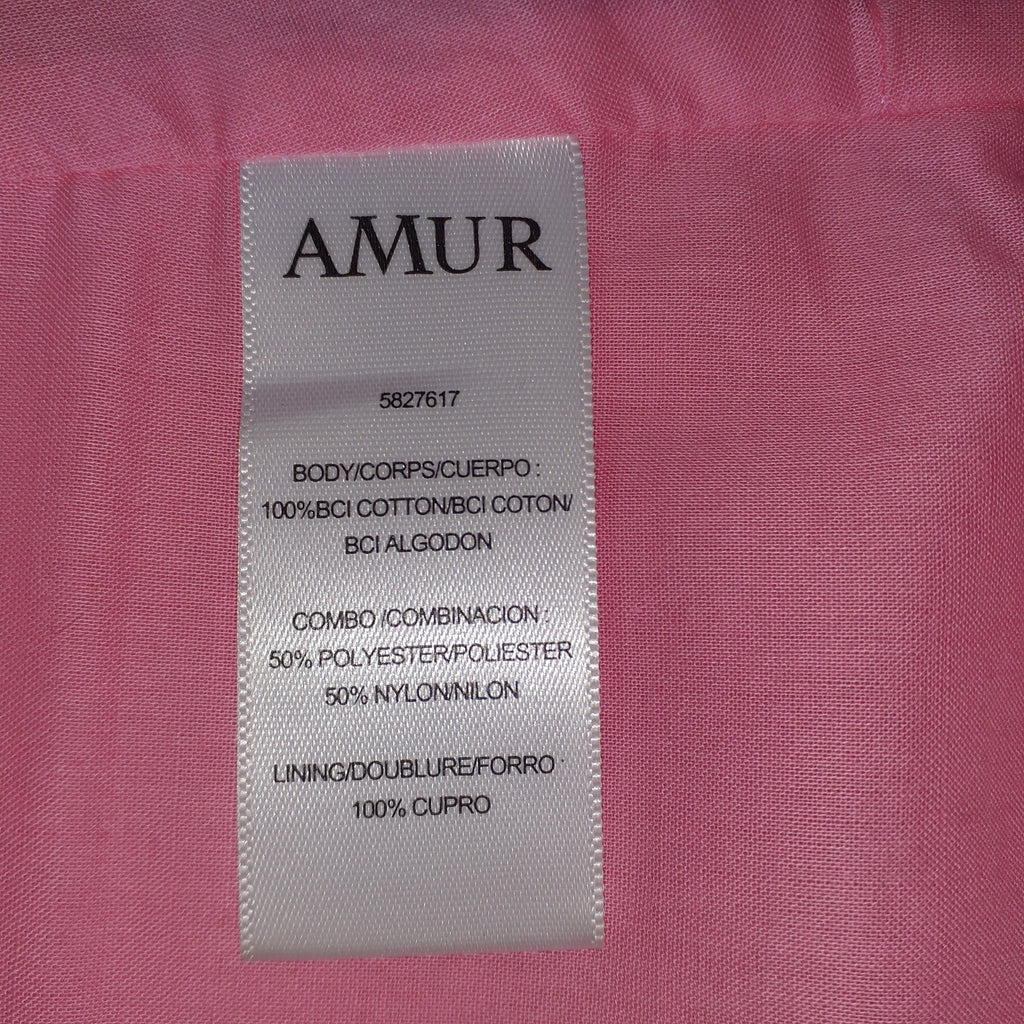 AMUR
5827617
BODY/CORPS/CUERPO :
100%BCI COTTON/BCI COTON/
BCI ALGODON
COMBO /COMBINACION :
50% POLYESTER/POLIESTER
50% NYLON/NILON
LINING/DOUBLURE/FORRO :
100% CUPRO